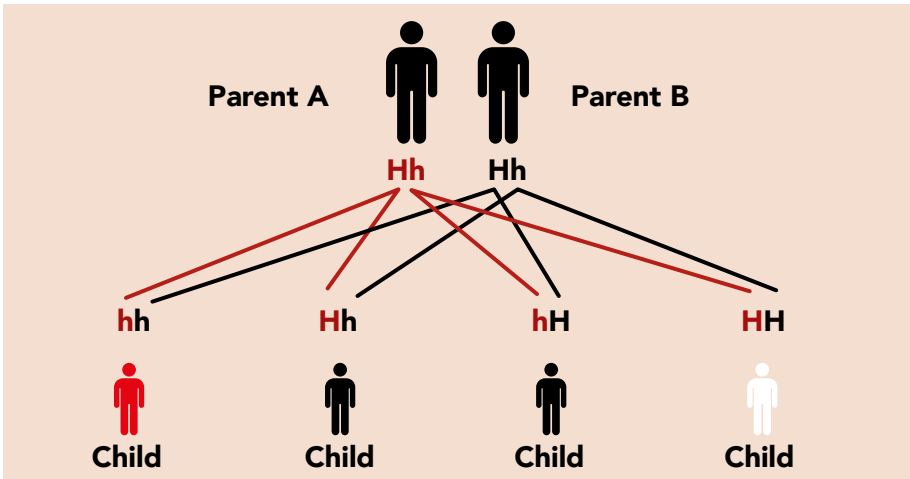 Parent A
Parent B
Hh
Hh
hh
Hh
hH
HH
Child
Child
Child
Child